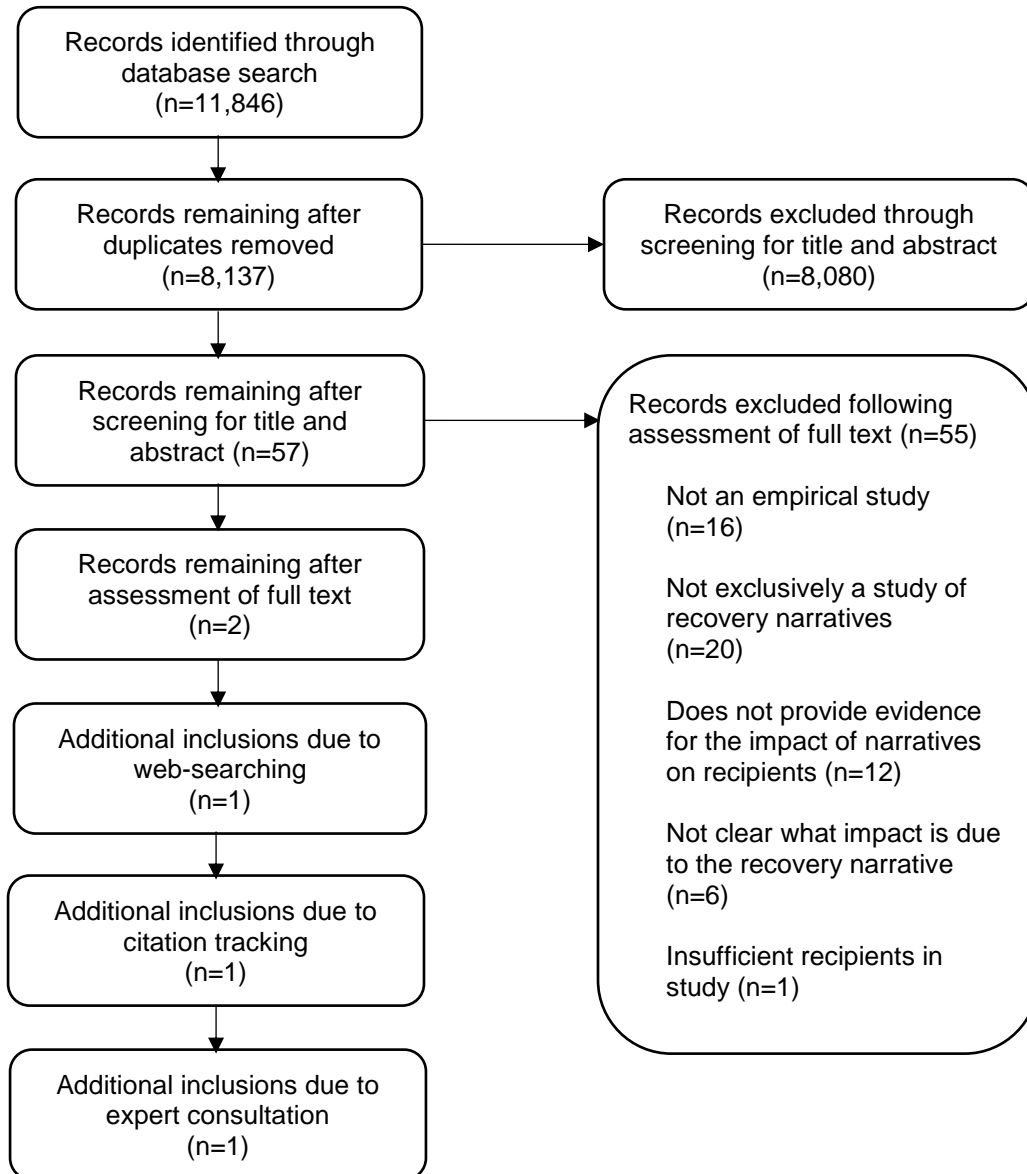 Records identified through
database search
(n=11,846)
Records remaining after
duplicates removed
(n=8,137)
Records excluded through
screening for title and abstract
(n=8,080)
Records remaining after
screening for title and
abstract (n=57)
Records excluded following
assessment of full text (n=55)
Not an empirical study
(n=16)
Not exclusively a study of
recovery narratives
(n=20)
Does not provide evidence
for the impact of narratives
on recipients (n=12)
Not clear what impact is due
to the recovery narrative
(n=6)
Insufficient recipients in
study (n=1)
Records remaining after
assessment of full text
(n=2)
Additional inclusions due to
web-searching
(n=1)
Additional inclusions due to
citation tracking
(n=1)
Additional inclusions due to
expert consultation
(n=1)